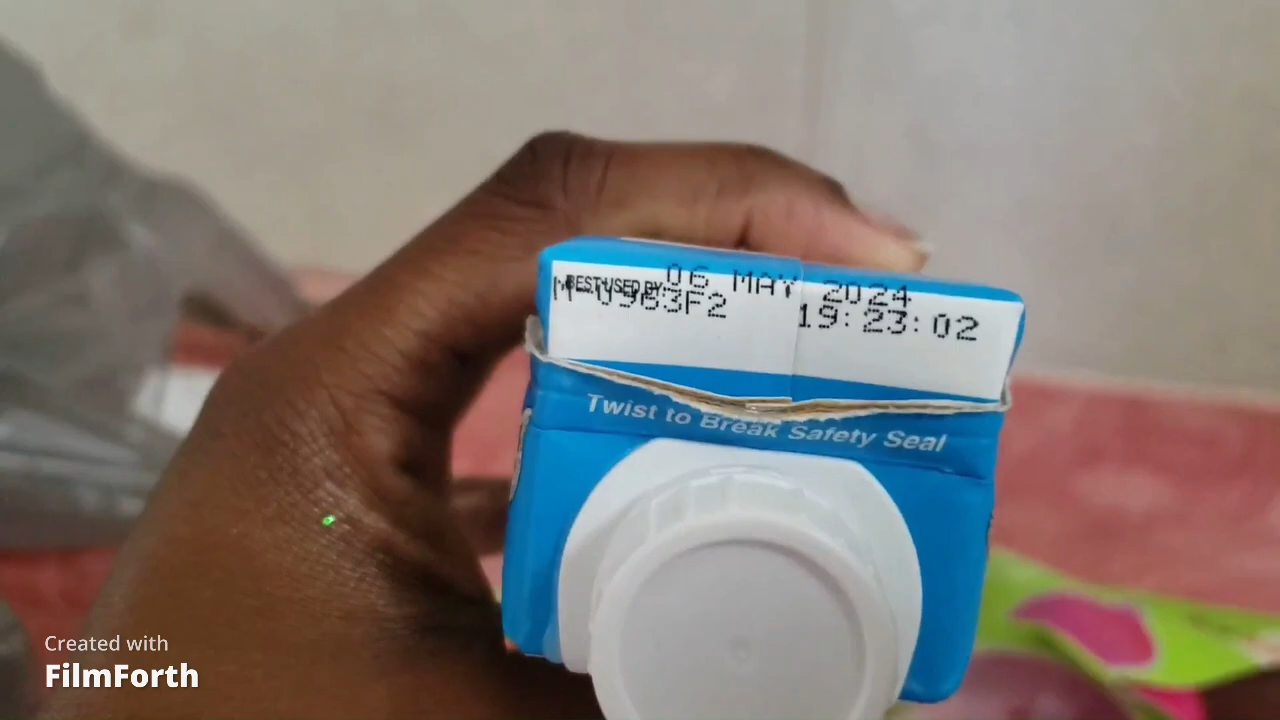 BEST USED BY: 06 MAY 2024
19:23:02
Twist to Break Safety Seal
Created with
FilmForth